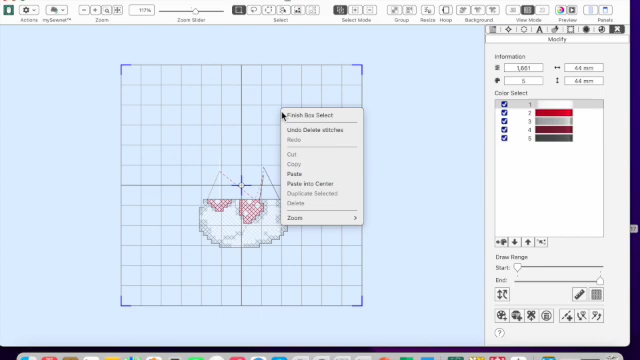 Actions
Zoom
mySewnet™
117%
Zoom Slider
Select
Select Mode
Group
Resize
Hoop
Background
View Mode
Preview
Panels
Modify
Information
1,661
44 mm
5
44 mm
Color Select
1
2
3
4
5
Draw Range
Start:
End:
Finish Box Select
Undo Delete stitches
Redo
Cut
Copy
Paste
Paste into Center
Duplicate Selected
Delete
Zoom